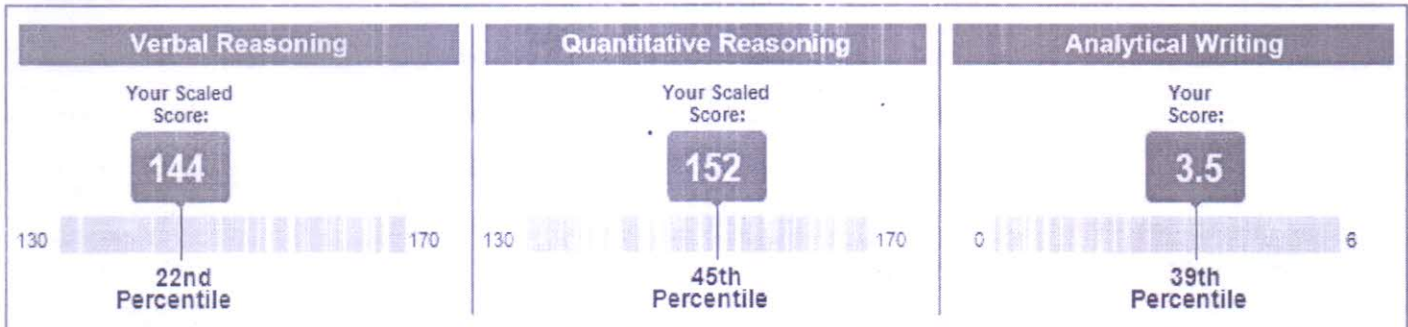 Verbal Reasoning
Your Scaled
Score:
144
130
170
22nd
Percentile
Quantitative Reasoning
Your Scaled
Score:
152
130
170
45th
Percentile
Analytical Writing
Your
Score:
3.5
0
6
39th
Percentile